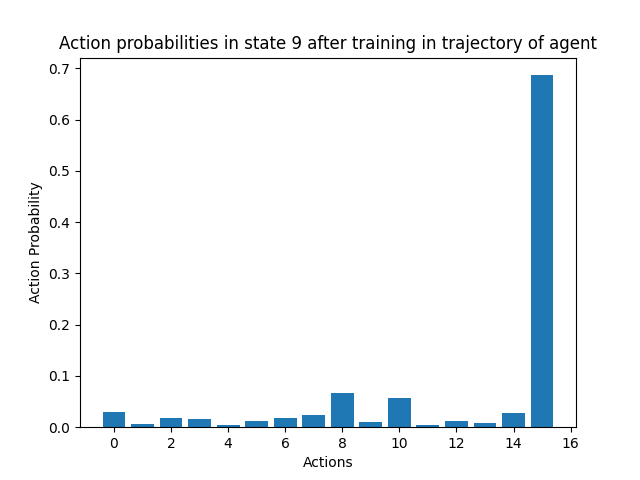 Action probabilities in state 9 after training in trajectory of agent
0.7
0.6
0.5
0.4
0.3
0.2
0.1
0.0
Action Probability
0 2 4 6 8 10 12 14 16
Actions